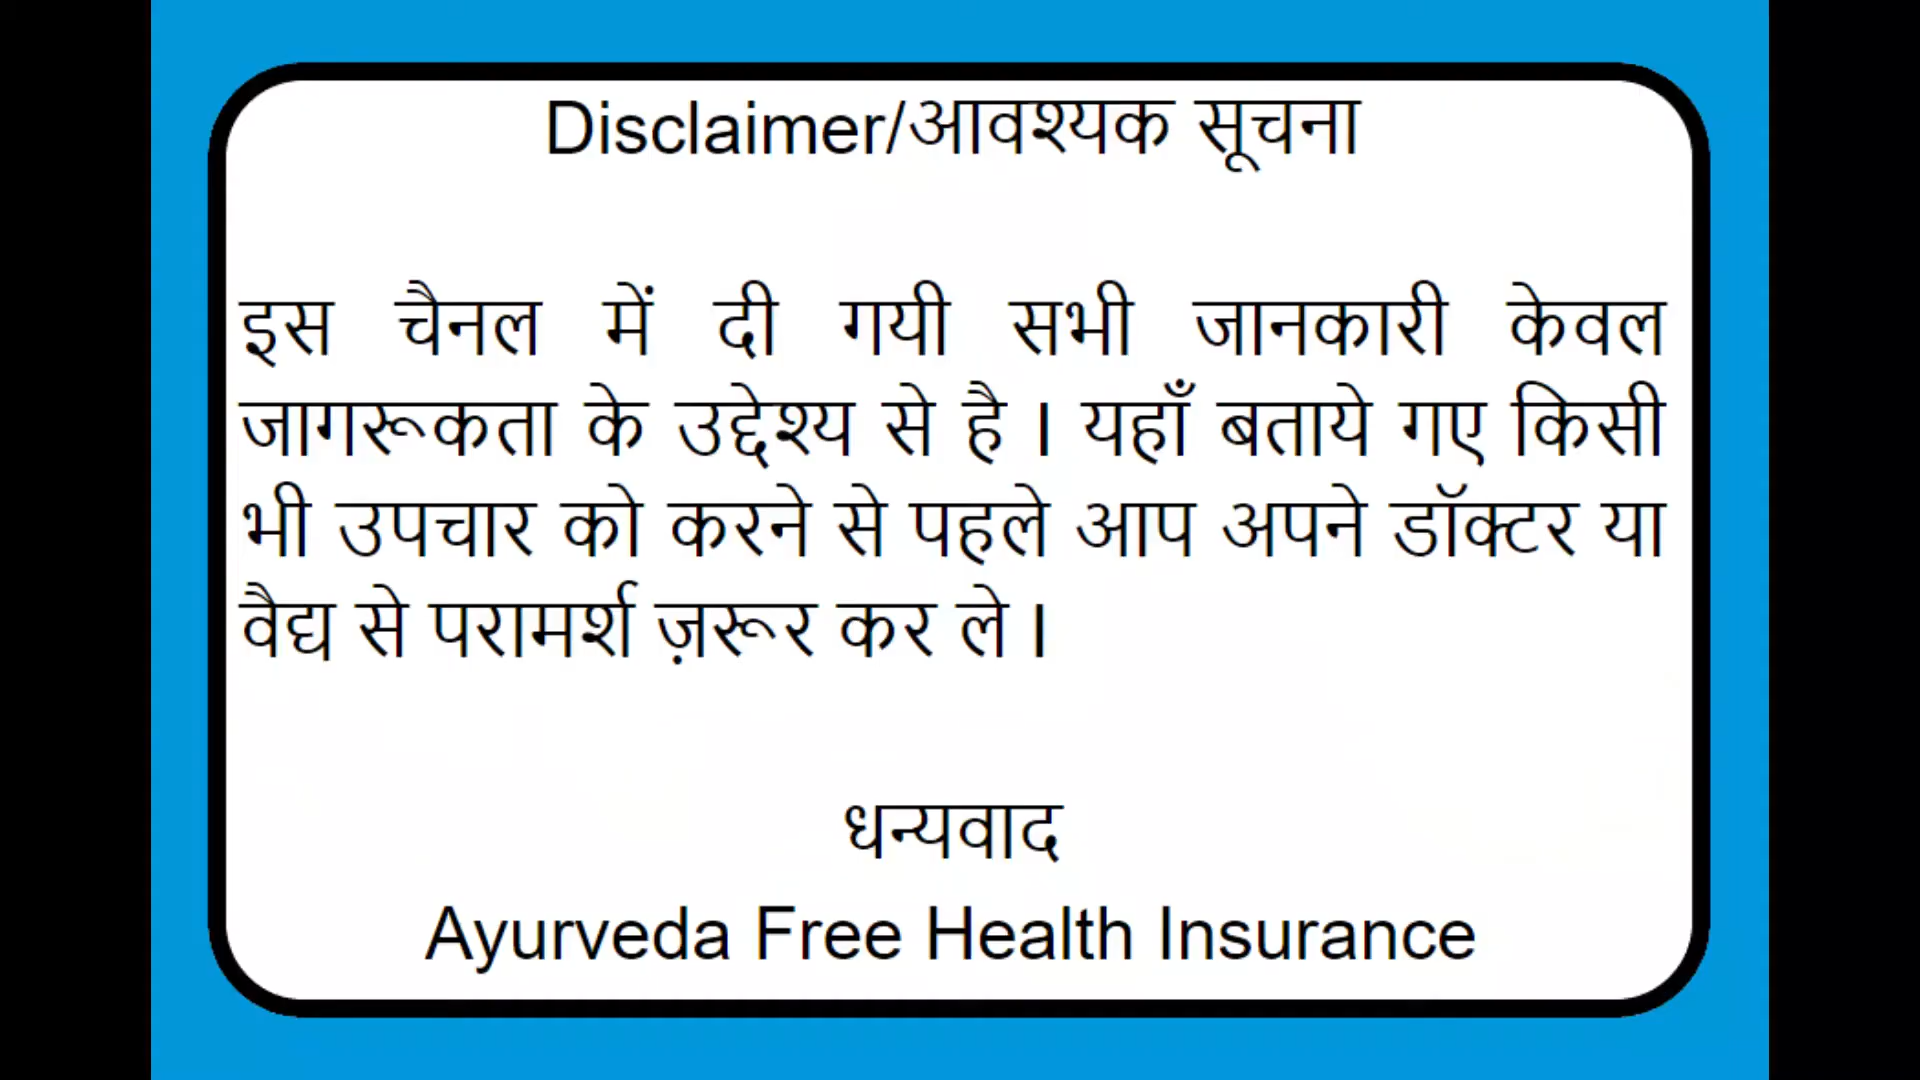 Disclaimer/आवश्यक सूचना
इस चैनल में दी गयी सभी जानकारी केवल
जागरूकता के उद्देश्य से है । यहाँ बताये गए किसी
भी उपचार को करने से पहले आप अपने डॉक्टर या
वैद्य से परामर्श ज़रूर कर ले ।
धन्यवाद
Ayurveda Free Health Insurance